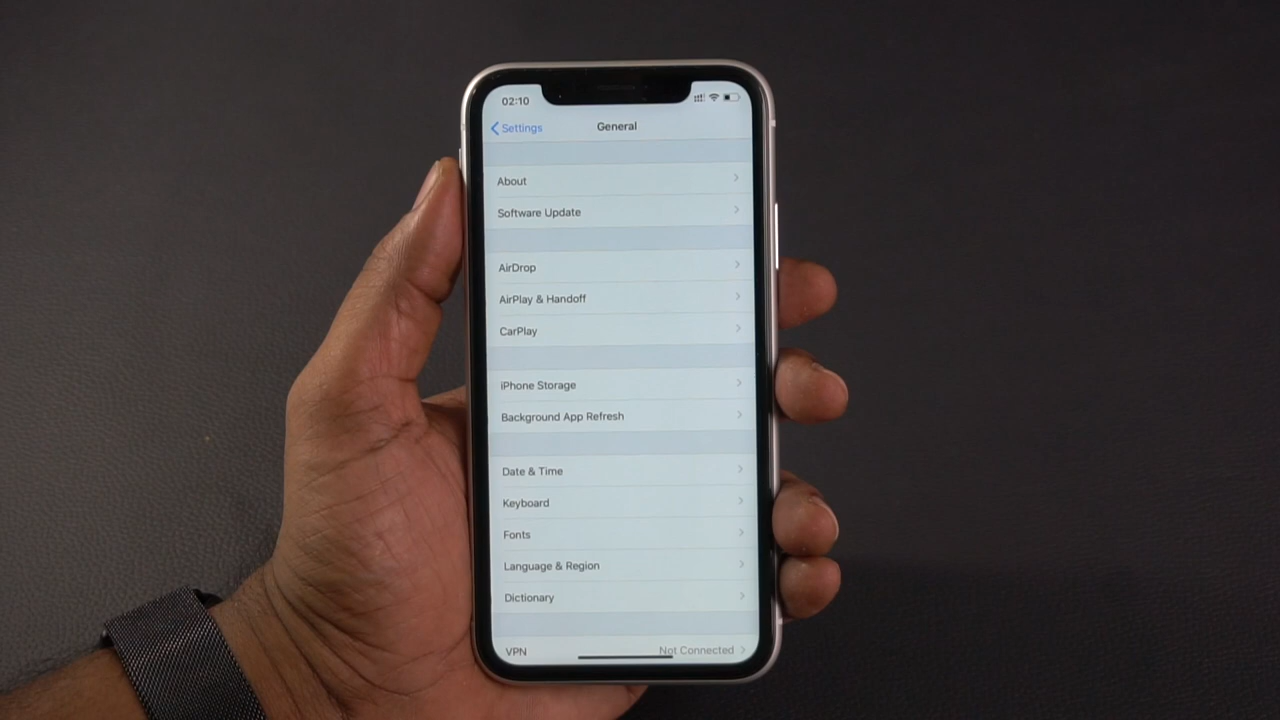 02:10
Settings
General
About
Software Update
AirDrop
AirPlay & Handoff
CarPlay
iPhone Storage
Background App Refresh
Date & Time
Keyboard
Fonts
Language & Region
Dictionary
VPN Not Connected